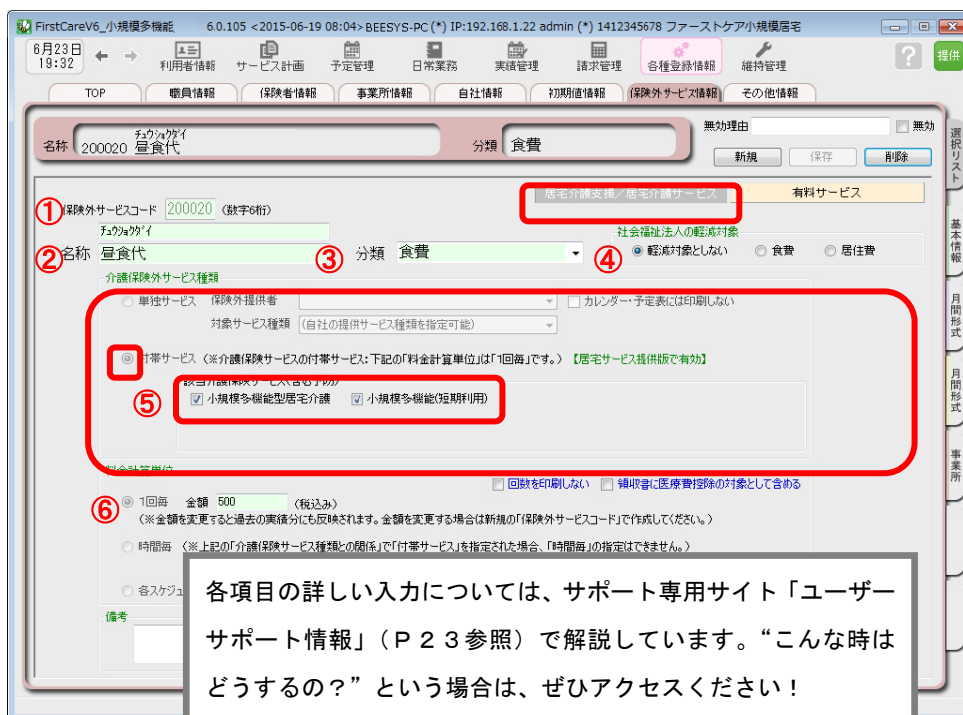 FirstCareV6_小規模多機能 6.0.105 <2015-06-19 08:04> BEESYS-PC (*) IP:192.168.1.22 admin (*) 1412345678 ファーストケア小規模居宅
6月23日
19:32
利用者情報 サービス計画 予定管理 日常業務 実績管理 請求管理 各種登録情報 維持管理
? 提供
TOP 職員情報 保険者情報 事業所情報 自社情報 初期値情報 保険外サービス情報 その他情報
無効理由 無効
チュウショクダイ
名称 200020 昼食代 分類 食費
新規 保存 削除
選択リスト
基本情報
月間形式
月間形式
事業所
居宅介護支援/居宅介護サービス 有料サービス
① 保険外サービスコード 200020 (数字6桁)
チュウショクダイ
② 名称 昼食代 ③ 分類 食費
社会福祉法人の軽減対象
④ 軽減対象としない 食費 居住費
介護保険外サービス種類
単独サービス 保険外提供者 カレンダー・予定表には印刷しない
対象サービス種類 (自社の提供サービス種類を指定可能)
付帯サービス (※介護保険サービスの付帯サービス:下記の「料金計算単位」は「1回毎」です。) 【居宅サービス提供版で有効】
該当介護保険サービス(含む予防)
⑤ 小規模多機能型居宅介護 小規模多機能(短期利用)
料金計算単位
回数を印刷しない 領収書に医療費控除の対象として含める
⑥ 1回毎 金額 500 (税込み)
(※金額を変更すると過去の実績分にも反映されます。金額を変更する場合は新規の「保険外サービスコード」で作成してください。)
時間毎 (※上記の「介護保険サービス種類との関係」で「付帯サービス」を指定された場合、「時間毎」の指定はできません。)
各スケジュ
備考
各項目の詳しい入力については、サポート専用サイト「ユーザー
サポート情報」(P23参照)で解説しています。“こんな時は
どうするの?”という場合は、ぜひアクセスください!